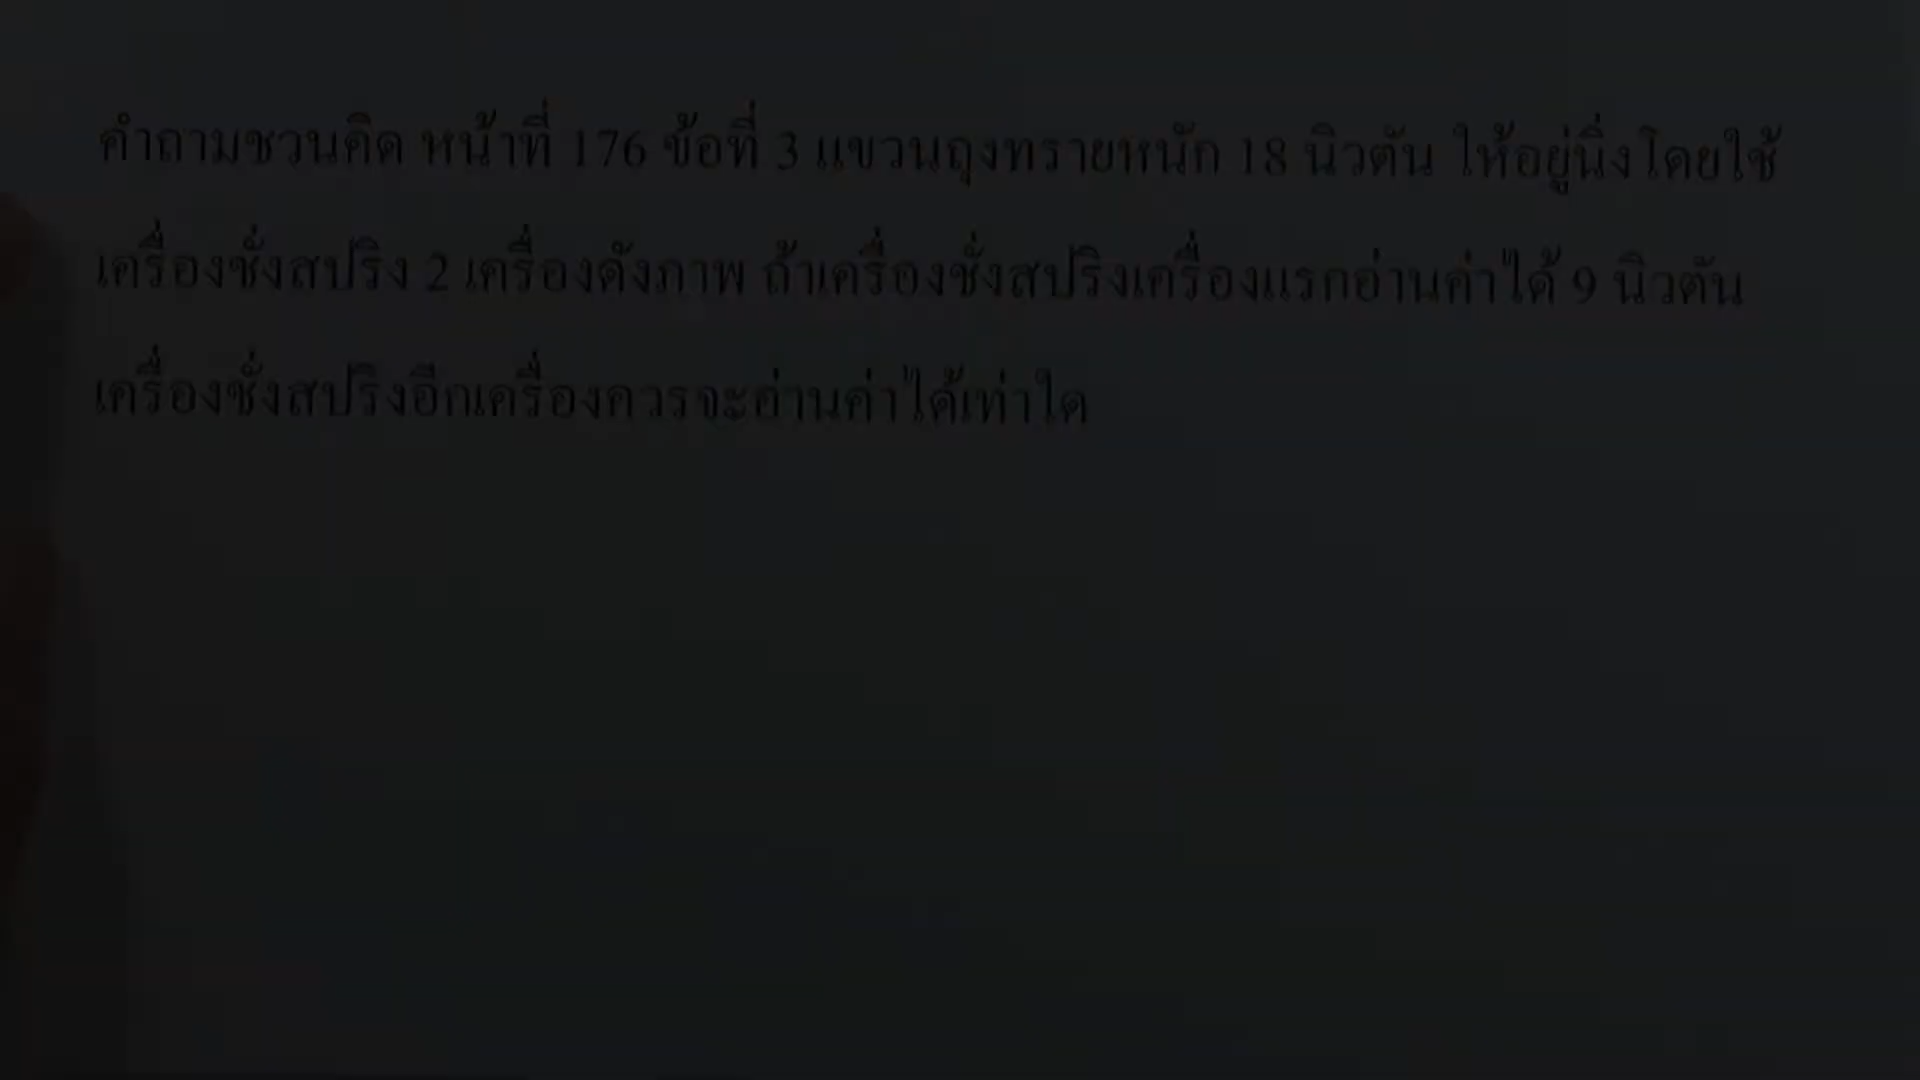 คำถามชวนคิด หน้าที่ 176 ข้อที่ 3 แขวนถุงทรายหนัก 18 นิวตัน ให้อยู่นิ่งโดยใช้
เครื่องชั่งสปริง 2 เครื่องดังภาพ ถ้าเครื่องชั่งสปริงเครื่องแรกอ่านค่าได้ 9 นิวตัน
เครื่องชั่งสปริงอีกเครื่องควรจะอ่านค่าได้เท่าใด